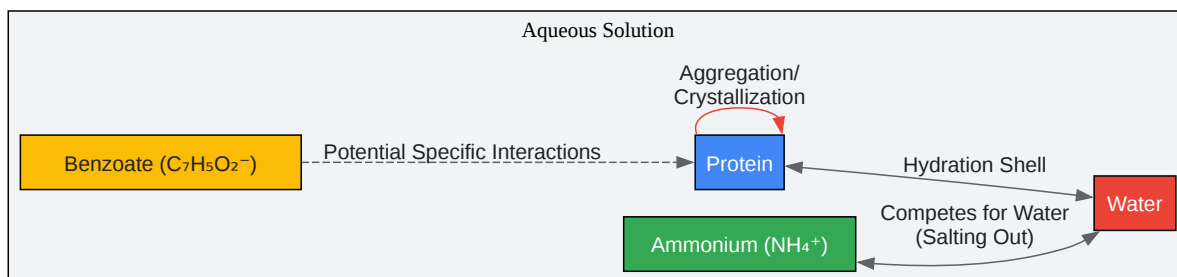 Aqueous Solution
Aggregation/
Crystallization
Benzoate (C₇H₅O₂⁻)
Potential Specific Interactions
Protein
Hydration Shell
Water
Competes for Water
(Salting Out)
Ammonium (NH₄⁺)